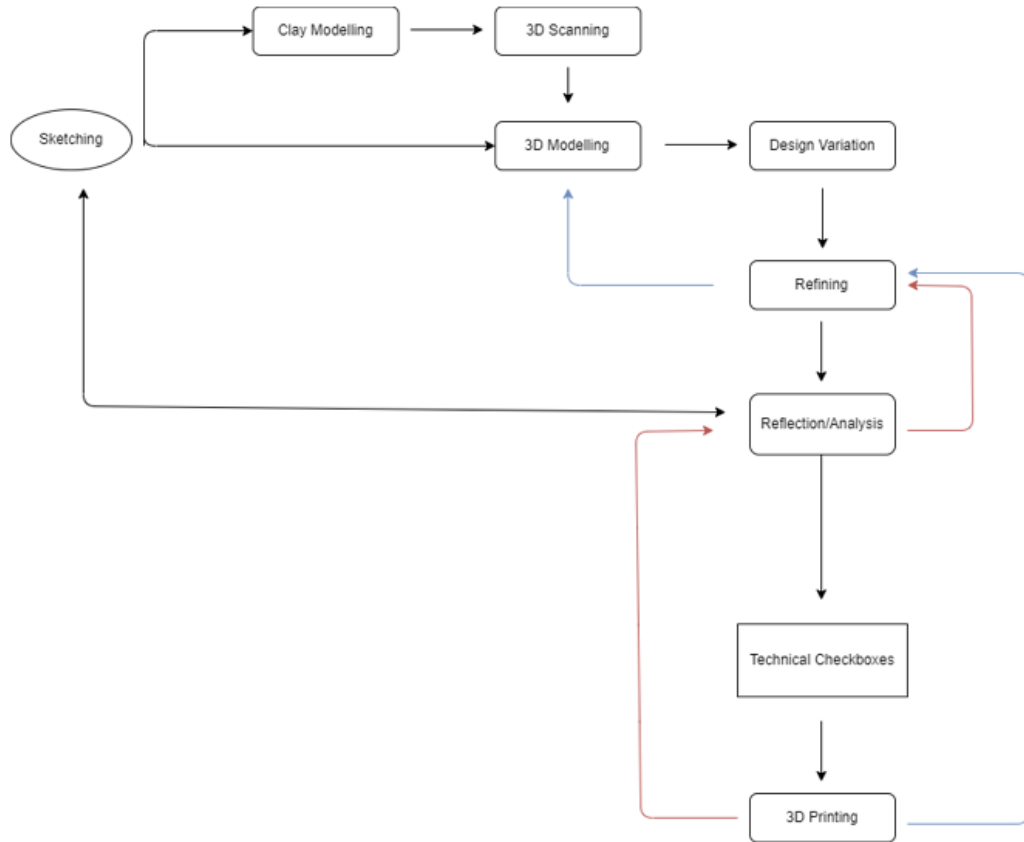 Clay Modelling
3D Scanning
Sketching
3D Modelling
Design Variation
Refining
Reflection/Analysis
Technical Checkboxes
3D Printing